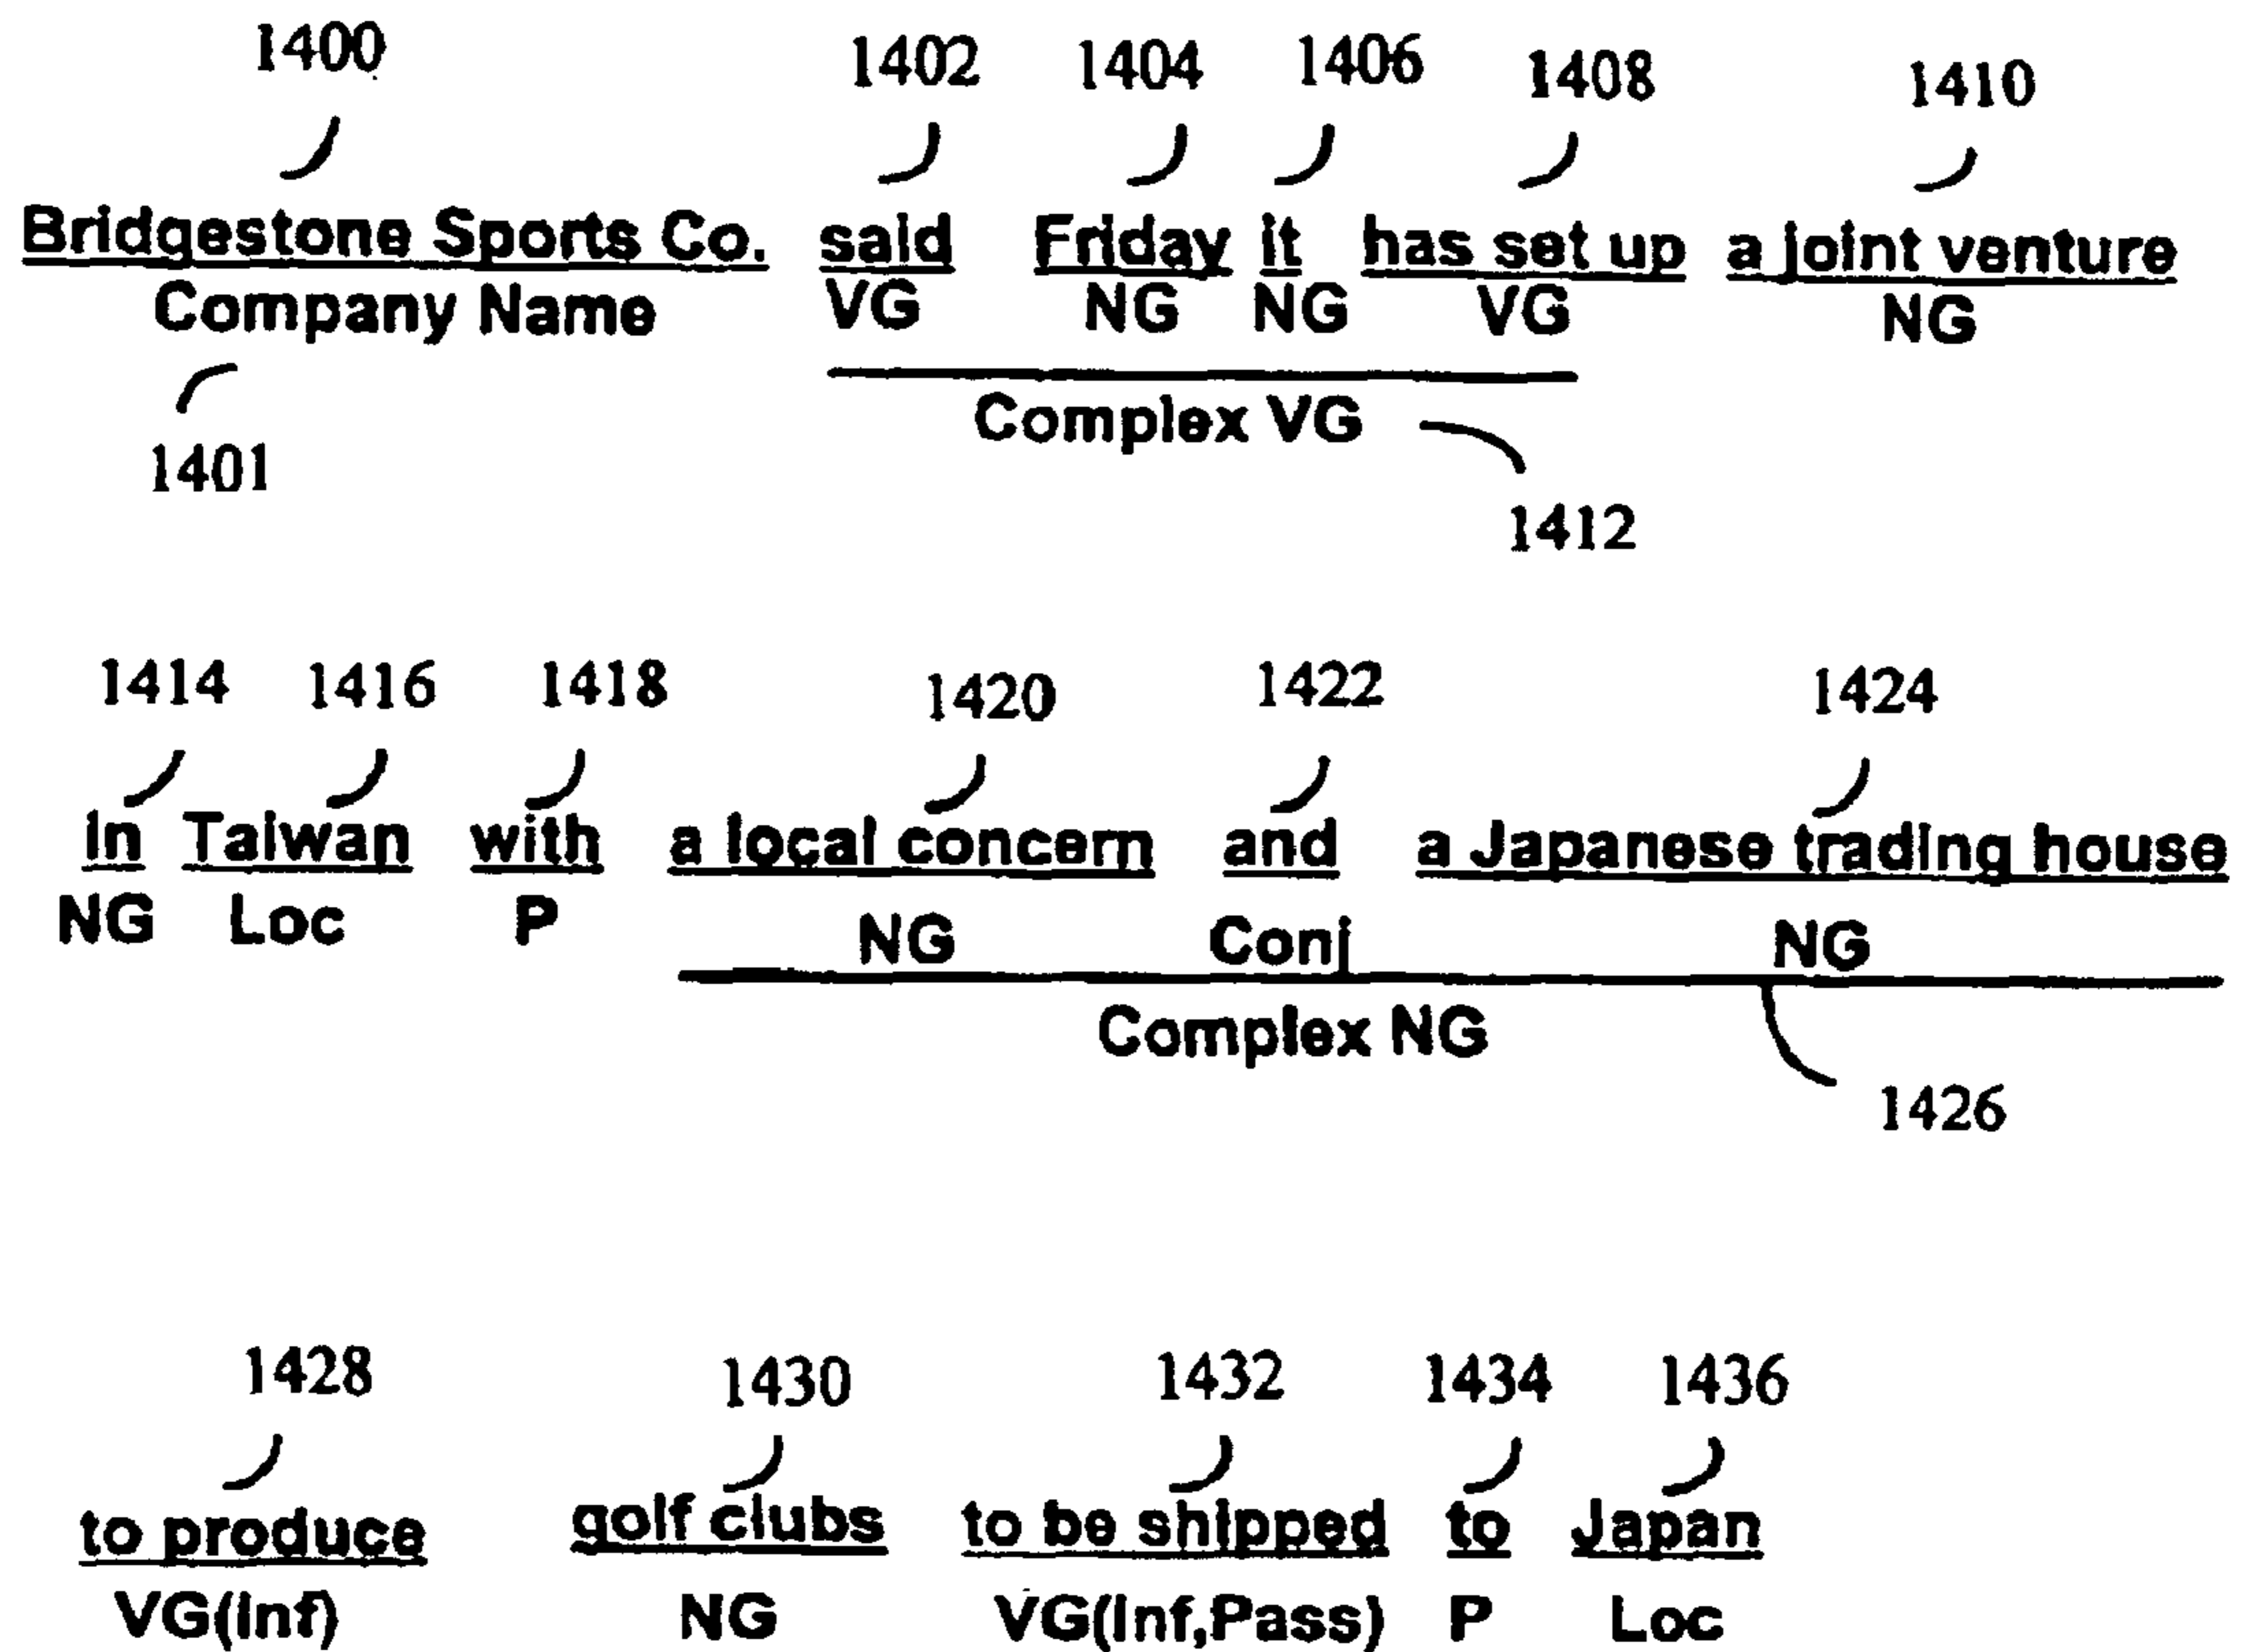 1400 1402 1404 1406 1408 1410
Bridgestone Sports Co. said Friday it has set up a joint venture
Company Name VG NG NG VG NG
Complex VG
1401
1412
1414 1416 1418 1420 1422 1424
in Taiwan with a local concern and a Japanese trading house
NG Loc P NG Conj NG
Complex NG
1426
1428 1430 1432 1434 1436
to produce golf clubs to be shipped to Japan
VG(Inf) NG VG(Inf,Pass) P Loc